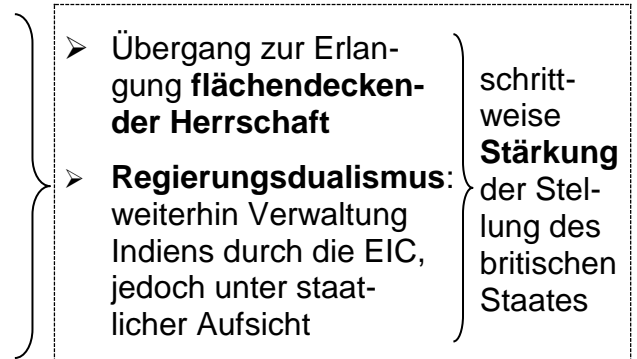 ➢ Übergang zur Erlan-
gung flächendecken-
der Herrschaft
➢ Regierungsdualismus:
weiterhin Verwaltung
Indiens durch die EIC,
jedoch unter staat-
licher Aufsicht
schritt-
weise
Stärkung
der Stel-
lung des
britischen
Staates